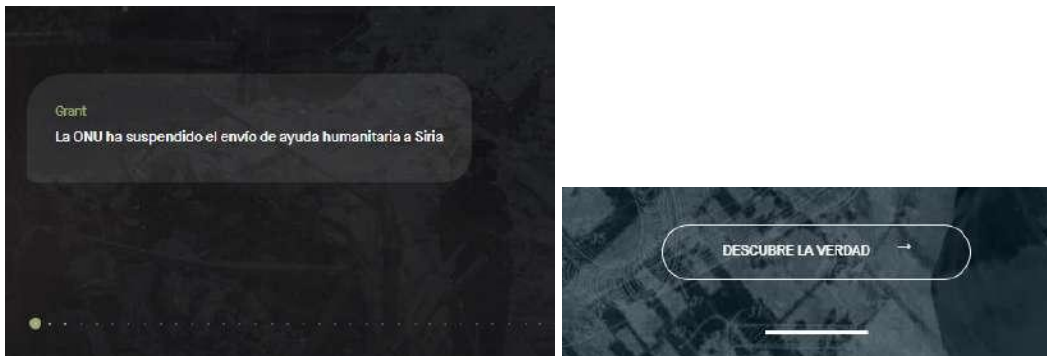 Grant
La ONU ha suspendido el envío de ayuda humanitaria a Siria
DESCUBRE LA VERDAD →